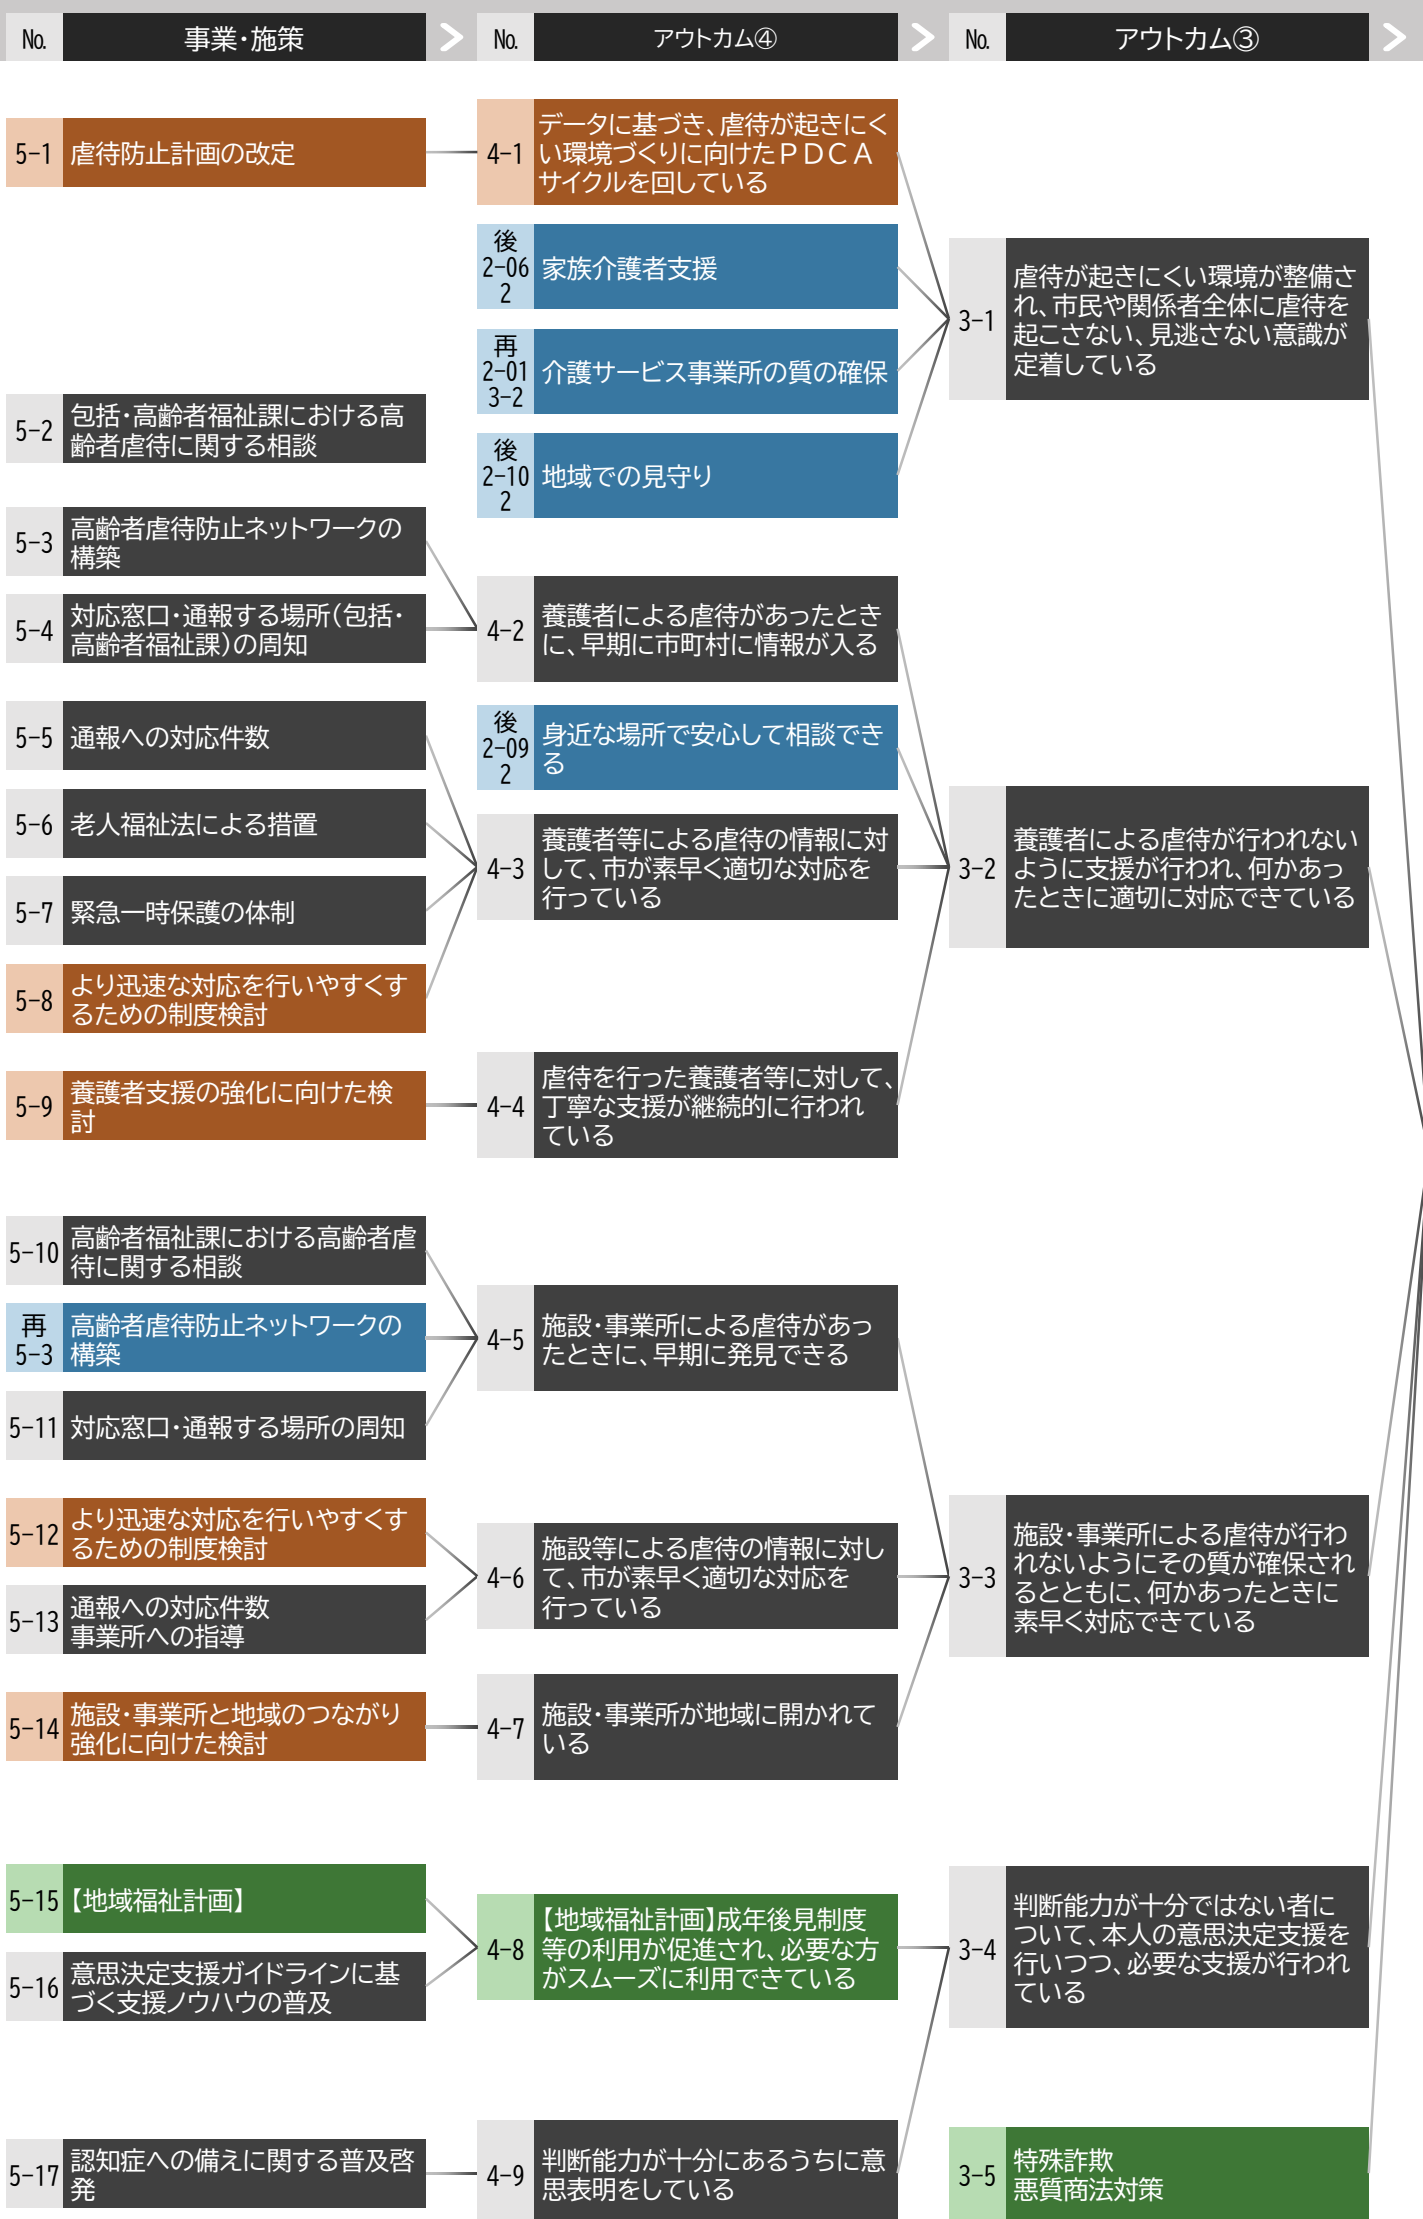 No.
事業・施策
No.
アウトカム④
No.
アウトカム③
5-1
虐待防止計画の改定
4-1
データに基づき、虐待が起きにく
い環境づくりに向けたPDCA
サイクルを回している
後
2-06
2
家族介護者支援
再
2-01
3-2
介護サービス事業所の質の確保
3-1
虐待が起きにくい環境が整備さ
れ、市民や関係者全体に虐待を
起こさない、見逃さない意識が
定着している
5-2
包括・高齢者福祉課における高
齢者虐待に関する相談
後
2-10
2
地域での見守り
5-3
高齢者虐待防止ネットワークの
構築
5-4
対応窓口・通報する場所(包括・
高齢者福祉課)の周知
4-2
養護者による虐待があったとき
に、早期に市町村に情報が入る
5-5
通報への対応件数
後
2-09
2
身近な場所で安心して相談でき
る
5-6
老人福祉法による措置
4-3
養護者等による虐待の情報に対
して、市が素早く適切な対応を
行っている
3-2
養護者による虐待が行われない
ように支援が行われ、何かあっ
たときに適切に対応できている
5-7
緊急一時保護の体制
5-8
より迅速な対応を行いやすくす
るための制度検討
5-9
養護者支援の強化に向けた検
討
4-4
虐待を行った養護者等に対して、
丁寧な支援が継続的に行われ
ている
5-10
高齢者福祉課における高齢者虐
待に関する相談
再
5-3
高齢者虐待防止ネットワークの
構築
4-5
施設・事業所による虐待があっ
たときに、早期に発見できる
5-11
対応窓口・通報する場所の周知
5-12
より迅速な対応を行いやすくす
るための制度検討
4-6
施設等による虐待の情報に対し
て、市が素早く適切な対応を
行っている
3-3
施設・事業所による虐待が行わ
れないようにその質が確保され
るとともに、何かあったときに
素早く対応できている
5-13
通報への対応件数
事業所への指導
5-14
施設・事業所と地域のつながり
強化に向けた検討
4-7
施設・事業所が地域に開かれて
いる
5-15
【地域福祉計画】
4-8
【地域福祉計画】成年後見制度
等の利用が促進され、必要な方
がスムーズに利用できている
3-4
判断能力が十分ではない者に
ついて、本人の意思決定支援を
行いつつ、必要な支援が行われ
ている
5-16
意思決定支援ガイドラインに基
づく支援ノウハウの普及
5-17
認知症への備えに関する普及啓
発
4-9
判断能力が十分にあるうちに意
思表明をしている
3-5
特殊詐欺
悪質商法対策